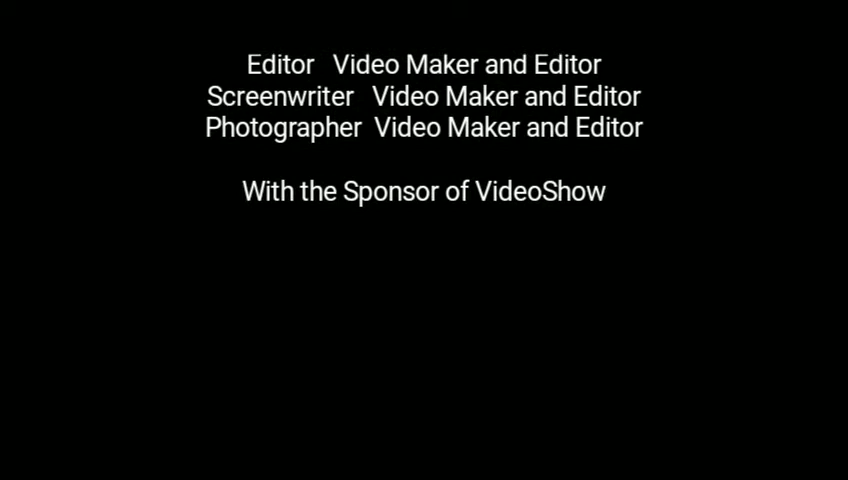 Editor Video Maker and Editor
Screenwriter Video Maker and Editor
Photographer Video Maker and Editor
With the Sponsor of VideoShow